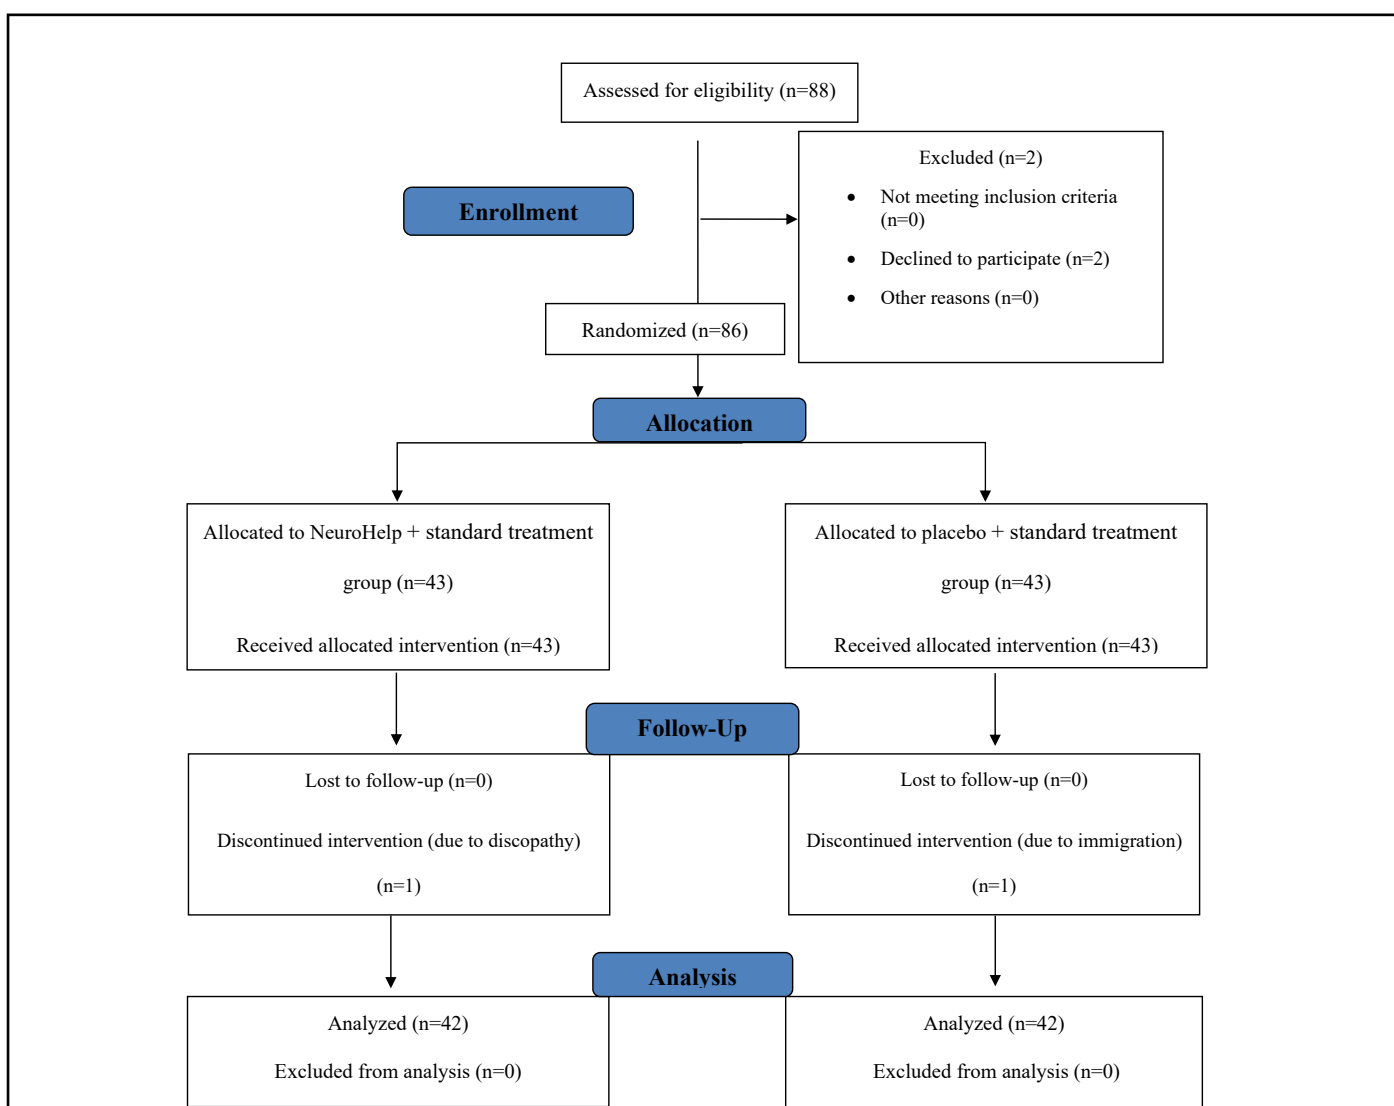 Assessed for eligibility (n=88)
Excluded (n=2)
• Not meeting inclusion criteria
(n=0)
• Declined to participate (n=2)
• Other reasons (n=0)
Enrollment
Randomized (n=86)
Allocation
Allocated to NeuroHelp + standard treatment
group (n=43)
Received allocated intervention (n=43)
Allocated to placebo + standard treatment
group (n=43)
Received allocated intervention (n=43)
Follow-Up
Lost to follow-up (n=0)
Discontinued intervention (due to discopathy)
(n=1)
Lost to follow-up (n=0)
Discontinued intervention (due to immigration)
(n=1)
Analysis
Analyzed (n=42)
Excluded from analysis (n=0)
Analyzed (n=42)
Excluded from analysis (n=0)